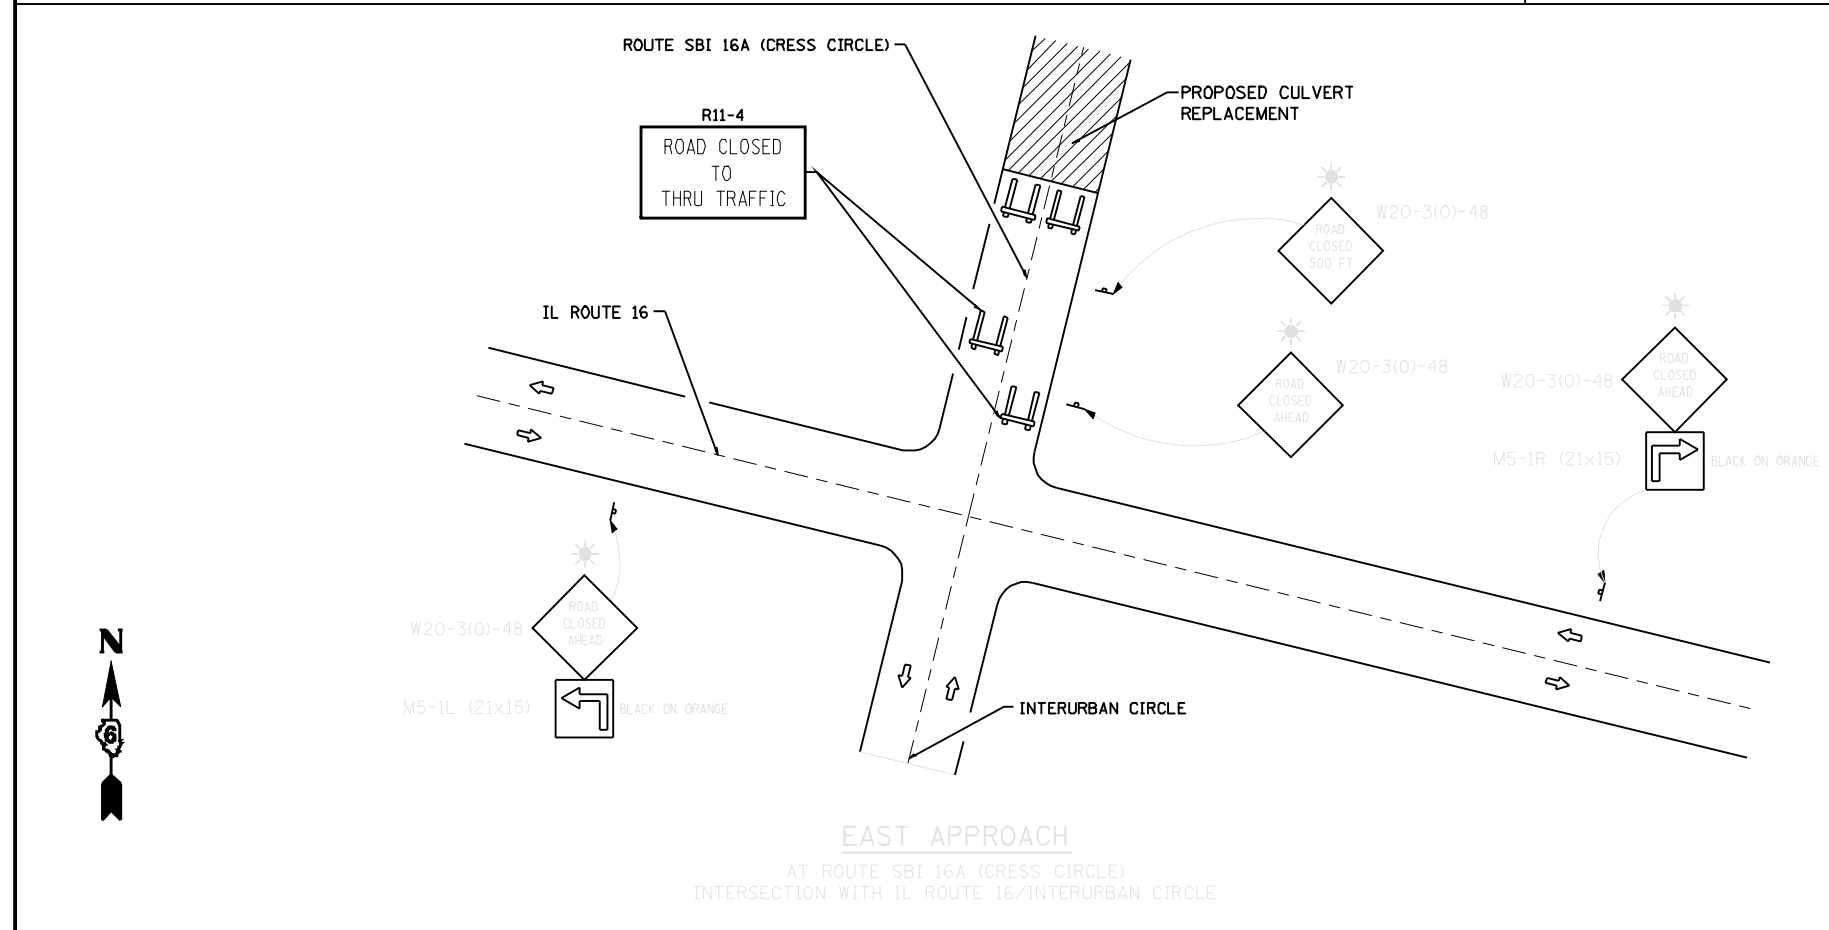 ROUTE SBI 16A (CRESS CIRCLE)
PROPOSED CULVERT
REPLACEMENT
R11-4
ROAD CLOSED
TO
THRU TRAFFIC
W20-3(O)-48
ROAD
CLOSED
500 FT
IL ROUTE 16
W20-3(O)-48
ROAD
CLOSED
AHEAD
W20-3(O)-48
ROAD
CLOSED
AHEAD
M5-1R (21x15)
BLACK ON ORANGE
W20-3(O)-48
ROAD
CLOSED
AHEAD
M5-1L (21x15)
BLACK ON ORANGE
N
6
INTERURBAN CIRCLE
EAST APPROACH
AT ROUTE SBI 16A (CRESS CIRCLE)
INTERSECTION WITH IL ROUTE 16/INTERURBAN CIRCLE